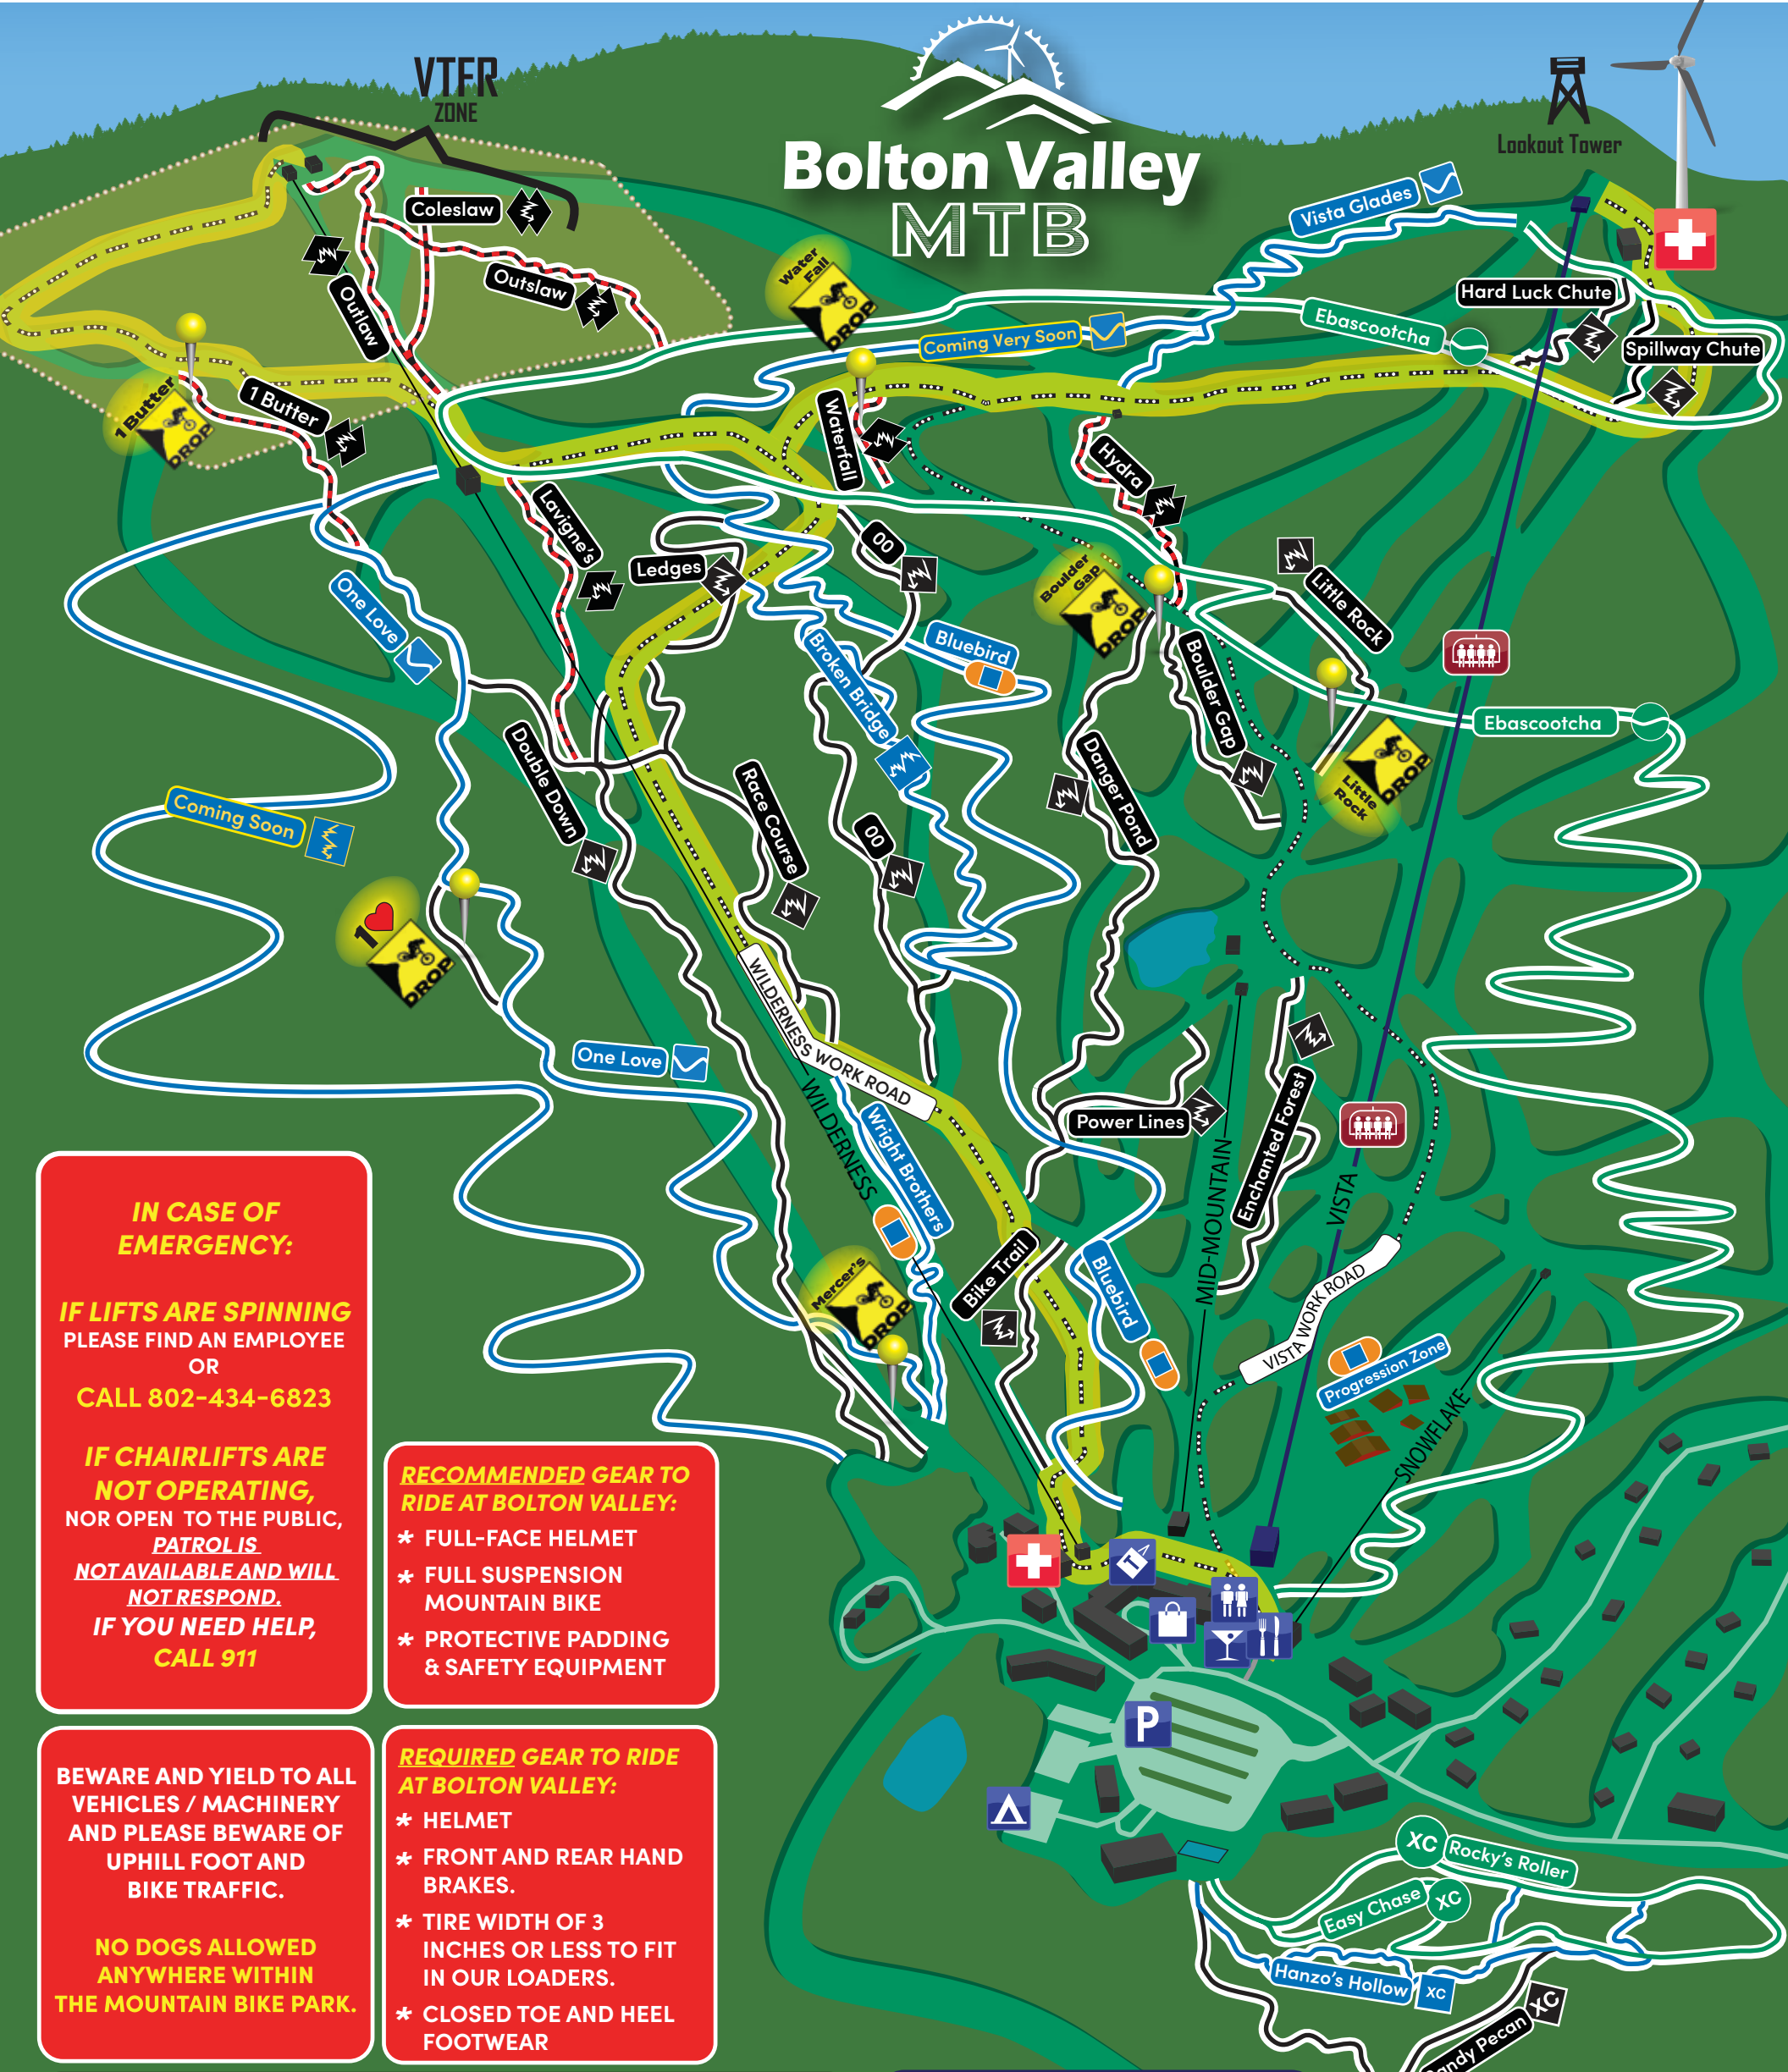 VTFR
ZONE
Bolton Valley
MTB
Lookout Tower
Coleslaw
Outslaw
Outlaw
Water
Fall
DROP
Vista Glades
Coming Very Soon
Ebascootcha
Hard Luck Chute
Spillway Chute
1 Butter
DROP
1 Butter
Waterfall
Hydra
Lavigne's
Ledges
00
Boulder
Gap
DROP
Little Rock
One Love
Broken Bridge
Bluebird
Boulder Gap
Ebascootcha
DROP
Little
Rock
Double Down
Race Course
00
Danger Pond
Coming Soon
1
DROP
WILDERNESS WORK ROAD
One Love
WILDERNESS
Wright Brothers
Power Lines
MID-MOUNTAIN
Enchanted Forest
VISTA
Bike Trail
Bluebird
Mercer's
DROP
VISTA WORK ROAD
Progression Zone
SNOWFLAKE
IN CASE OF
EMERGENCY:
IF LIFTS ARE SPINNING
PLEASE FIND AN EMPLOYEE
OR
CALL 802-434-6823
IF CHAIRLIFTS ARE
NOT OPERATING,
NOR OPEN TO THE PUBLIC,
PATROL IS
NOT AVAILABLE AND WILL
NOT RESPOND.
IF YOU NEED HELP,
CALL 911
RECOMMENDED GEAR TO
RIDE AT BOLTON VALLEY:
* FULL-FACE HELMET
* FULL SUSPENSION
MOUNTAIN BIKE
* PROTECTIVE PADDING
& SAFETY EQUIPMENT
BEWARE AND YIELD TO ALL
VEHICLES / MACHINERY
AND PLEASE BEWARE OF
UPHILL FOOT AND
BIKE TRAFFIC.
NO DOGS ALLOWED
ANYWHERE WITHIN
THE MOUNTAIN BIKE PARK.
REQUIRED GEAR TO RIDE
AT BOLTON VALLEY:
* HELMET
* FRONT AND REAR HAND
BRAKES.
* TIRE WIDTH OF 3
INCHES OR LESS TO FIT
IN OUR LOADERS.
* CLOSED TOE AND HEEL
FOOTWEAR
P
XC Rocky's Roller
Easy Chase XC
Hanzo's Hollow XC
Pecan XC